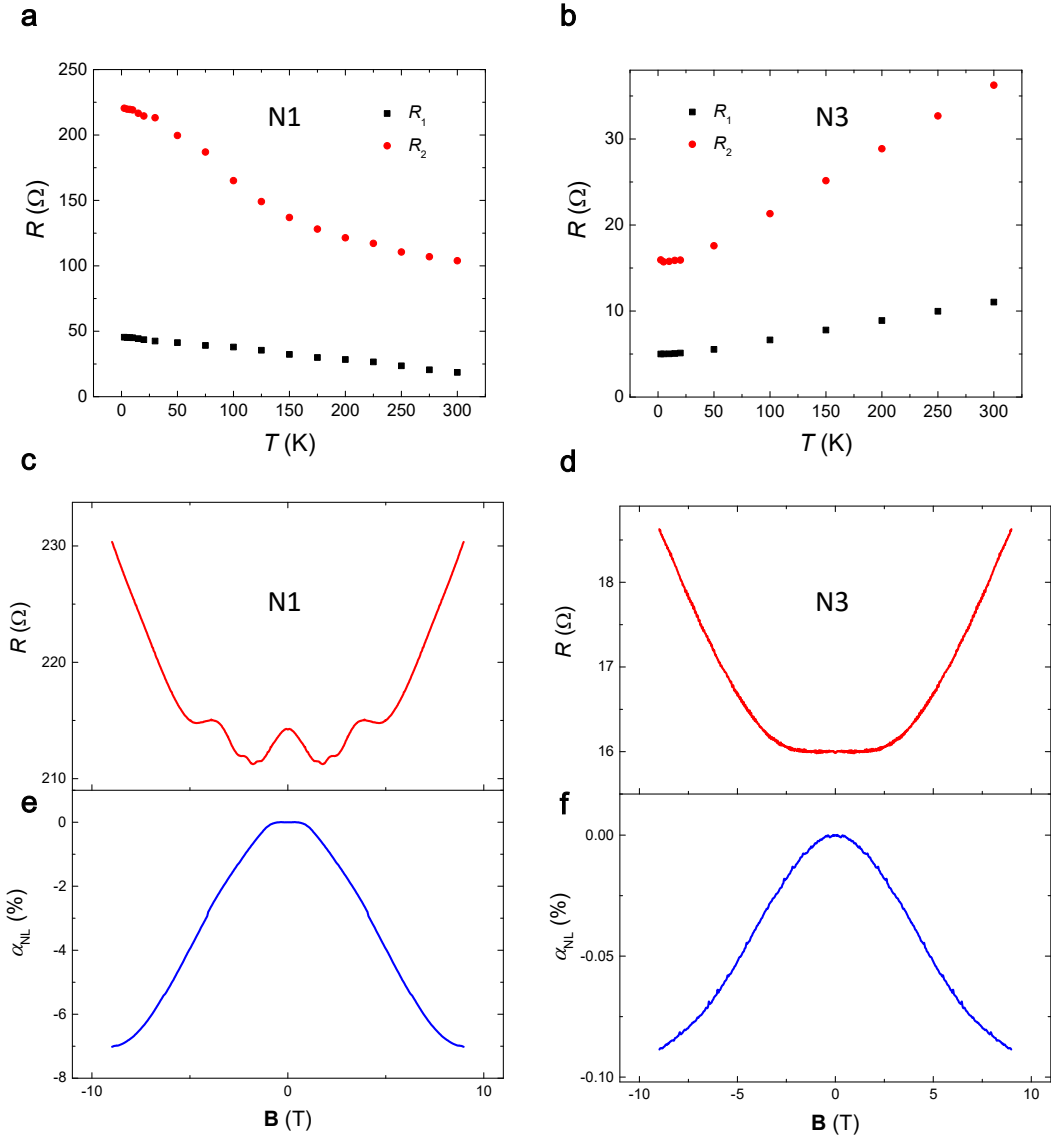 a
250
200
150
100
50
0
R (Ω)
N1
R1
R2
0 50 100 150 200 250 300
T (K)
b
30
20
10
0
R (Ω)
N3
R1
R2
0 50 100 150 200 250 300
T (K)
c
230
220
210
R (Ω)
N1
d
18
17
16
R (Ω)
N3
e
0
-2
-4
-6
-8
αNL (%)
-10 0 10
B (T)
f
0.00
-0.05
-0.10
αNL (%)
-10 -5 0 5 10
B (T)